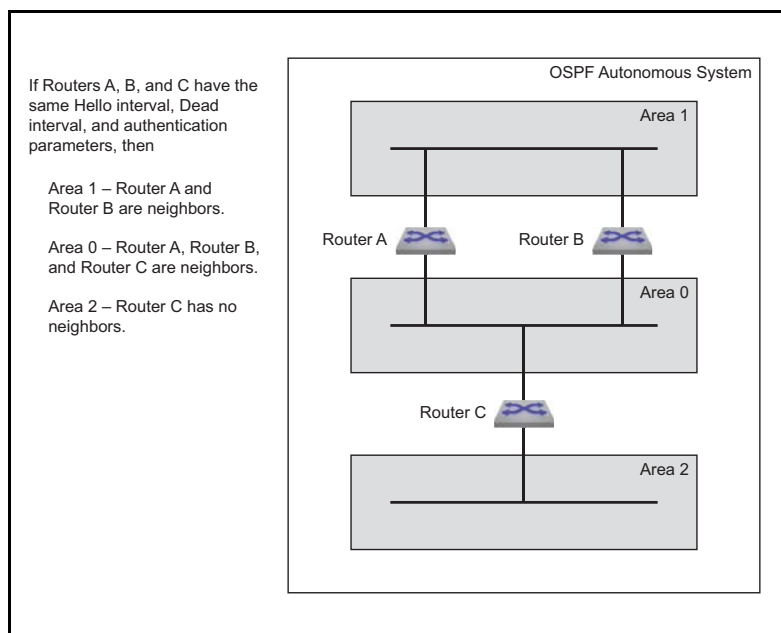 If Routers A, B, and C have the
same Hello interval, Dead
interval, and authentication
parameters, then
Area 1 – Router A and
Router B are neighbors.
Area 0 – Router A, Router B,
and Router C are neighbors.
Area 2 – Router C has no
neighbors.
OSPF Autonomous System
Area 1
Router A
Router B
Area 0
Router C
Area 2